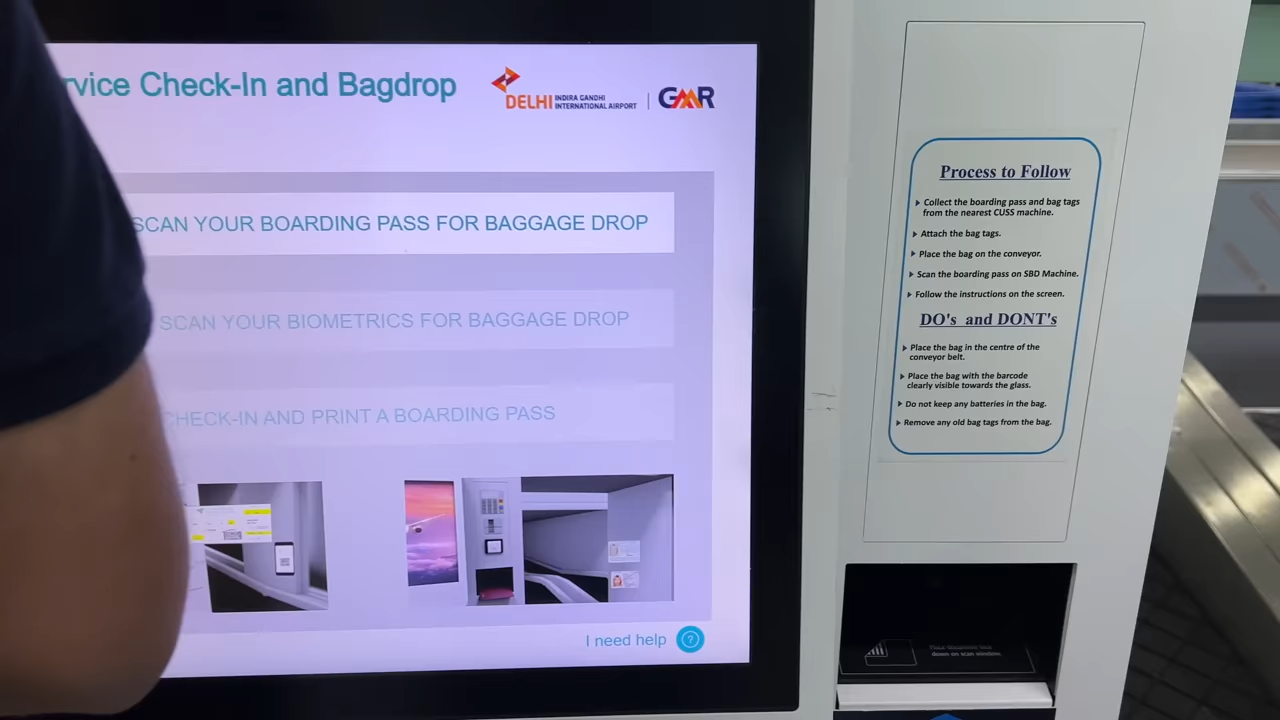 rvice Check-In and Bagdrop
DELHI INDIRA GANDHI
INTERNATIONAL AIRPORT
GMR
SCAN YOUR BOARDING PASS FOR BAGGAGE DROP
SCAN YOUR BIOMETRICS FOR BAGGAGE DROP
CHECK-IN AND PRINT A BOARDING PASS
I need help ?
Process to Follow
Collect the boarding pass and bag tags
from the nearest CUSS machine.
Attach the bag tags.
Place the bag on the conveyor.
Scan the boarding pass on SBD Machine.
Follow the instructions on the screen.
DO's and DONT's
Place the bag in the centre of the
conveyor belt.
Place the bag with the barcode
clearly visible towards the glass.
Do not keep any batteries in the bag.
Remove any old bag tags from the bag.
down on scan window.